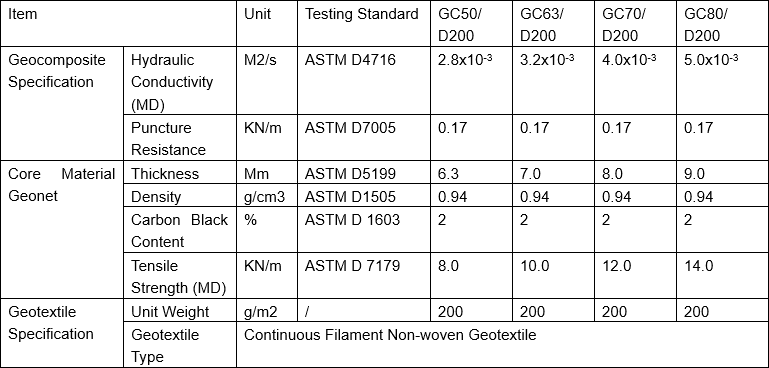 Item Unit Testing Standard GC50/ GC63/ GC70/ GC80/
D200 D200 D200 D200
Geocomposite Hydraulic M2/s ASTM D4716 2.8x10-3 3.2x10-3 4.0x10-3 5.0x10-3
Specification Conductivity
(MD)
Puncture KN/m ASTM D7005 0.17 0.17 0.17 0.17
Resistance
Core Material Thickness Mm ASTM D5199 6.3 7.0 8.0 9.0
Geonet Density g/cm3 ASTM D1505 0.94 0.94 0.94 0.94
Carbon Black % ASTM D 1603 2 2 2 2
Content
Tensile KN/m ASTM D 7179 8.0 10.0 12.0 14.0
Strength (MD)
Geotextile Unit Weight g/m2 / 200 200 200 200
Specification Geotextile Continuous Filament Non-woven Geotextile
Type